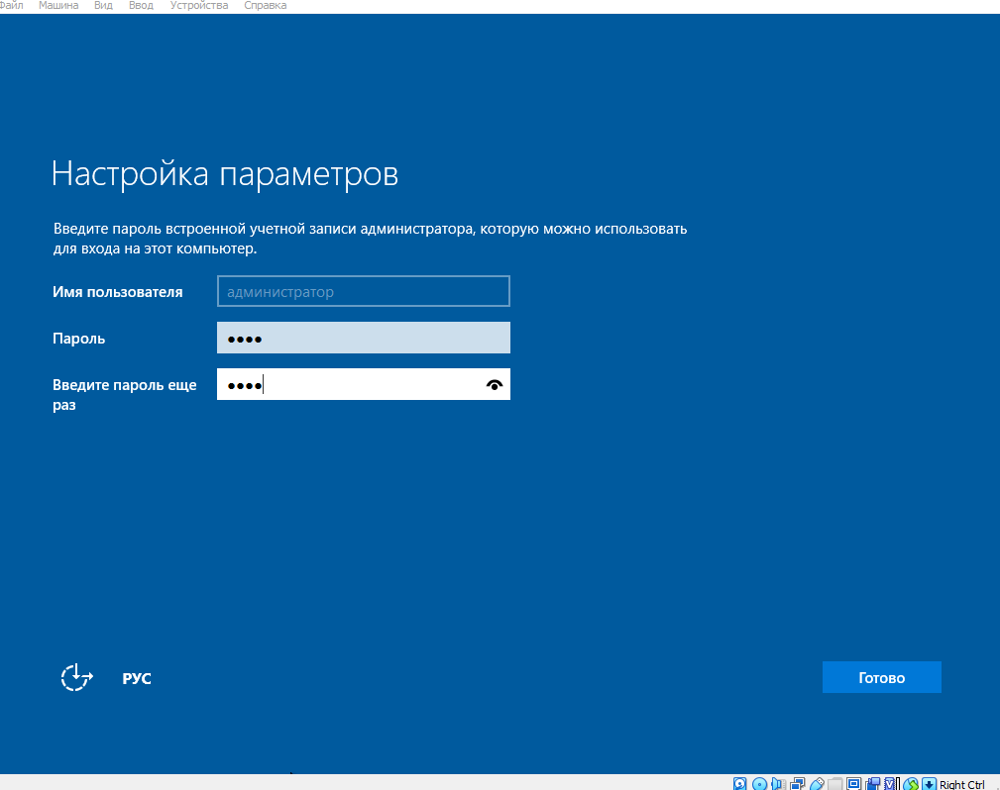 Файл Машина Вид Ввод Устройства Справка
Настройка параметров
Введите пароль встроенной учетной записи администратора, которую можно использовать
для входа на этот компьютер.
Имя пользователя администратор
Пароль ••••
Введите пароль еще ••••
раз
РУС Готово
Right Ctrl